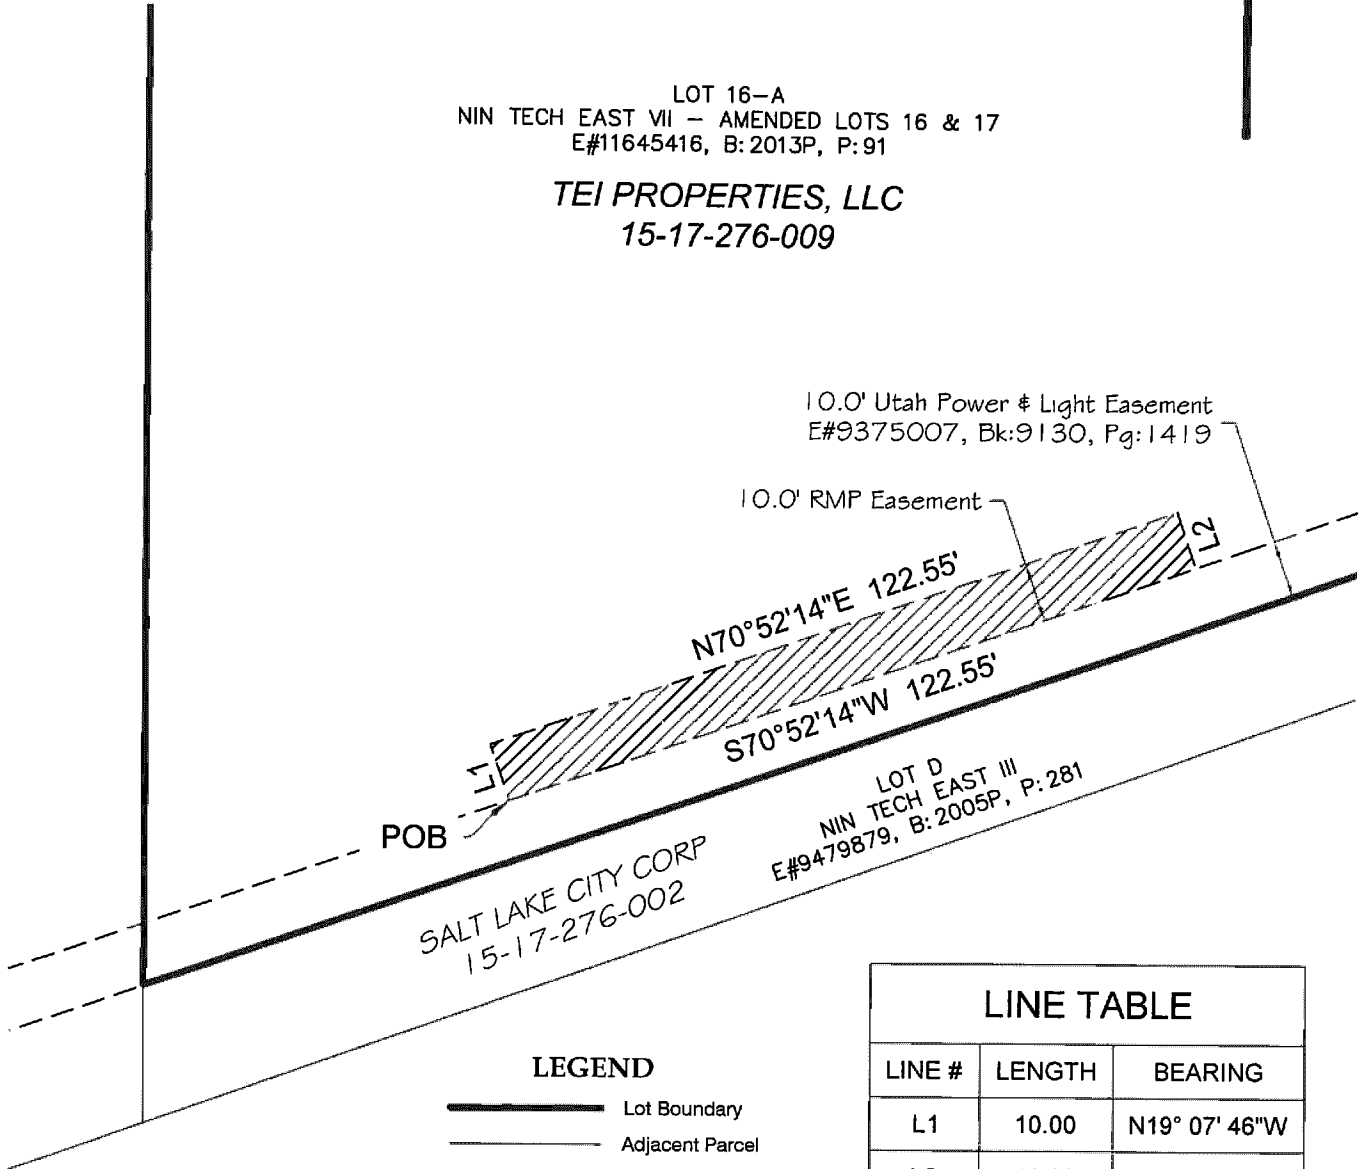 LOT 16-A
NIN TECH EAST VII - AMENDED LOTS 16 & 17
E#11645416, B:2013P, P:91
TEI PROPERTIES, LLC
15-17-276-009
10.0' Utah Power & Light Easement
E#9375007, Bk:9130, Pg:1419
10.0' RMP Easement
L2
N70°52'14"E 122.55'
S70°52'14"W 122.55'
L1
POB
LOT D
NIN TECH EAST III
E#9479879, B:2005P, P:281
SALT LAKE CITY CORP
15-17-276-002
LEGEND
Lot Boundary
Adjacent Parcel
LINE TABLE
LINE # LENGTH BEARING
L1 10.00 N19° 07' 46"W